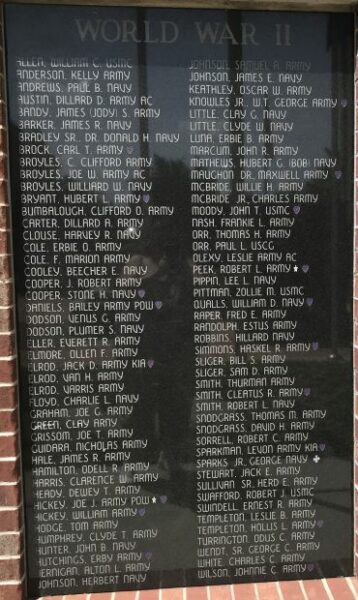 WORLD WAR II
ALLEN, WILLIAM C. USMC
ANDERSON, KELLY ARMY
ANDREWS, PAUL B. NAVY
AUSTIN, DILLARD D. ARMY AC
BANDY, JAMES (JODY) S. ARMY
BARKER, JAMES R. NAVY
BRADLEY SR., DR. DONALD H. NAVY
BROCK, CARL T. ARMY
BROYLES, C. CLIFFORD ARMY
BROYLES, JOE W. ARMY AC
BROYLES, WILLIARD W. NAVY
BRYANT, HUBERT L. ARMY
BUMBALOUGH, CLIFFORD O. ARMY
CARTER, DILLARD A. ARMY
CLOUSE, HARVEY R. NAVY
COLE, ERBIE O. ARMY
COLE, F. MARION ARMY
COOLEY, BEECHER E. NAVY
COOPER, J. ROBERT ARMY
COOPER, STONE H. NAVY
DANIELS, BAILEY ARMY POW
DODSON, VENUS G. ARMY
DODSON, PLUMER S. NAVY
ELLER, EVERETT R. ARMY
ELMORE, OLLEN F. ARMY
ELROD, JACK D. ARMY KIA
ELROD, VAN H. ARMY
ELROD, VARRIS ARMY
FLOYD, CHARLIE L. NAVY
GRAHAM, JOE G. ARMY
GREEN, CLAY ARMY
GRISSOM, JOE T. ARMY
GUIDARA, NICHOLAS ARMY
HALE, JAMES R. ARMY
HAMILTON, ODELL R. ARMY
HARRIS, CLARENCE W. ARMY
HEADY, DEWEY T. ARMY
HICKEY, JOE J. ARMY POW
HICKEY, WILLIAM ARMY
HODGE, TOM ARMY
HUMPHREY, CLYDE T. ARMY
HUNTER, JOHN B. NAVY
HUTCHINGS, ERBY ARMY
JERNIGAN, ALTON L. ARMY
JOHNSON, HERBERT NAVY
JOHNSON, SAMUEL A. ARMY
JOHNSON, JAMES E. NAVY
KEATHLEY, OSCAR W. ARMY
KNOWLES JR., W.T. GEORGE ARMY
LITTLE, CLAY G. NAVY
LITTLE, CLYDE W. NAVY
LUNA, ERBIE B. ARMY
MARCUM, JOHN R. ARMY
MATHEWS, HUBERT G. (BOB) NAVY
MAUGHON DR., MAXWELL ARMY
MCBRIDE, WILLIE H. ARMY
MCBRIDE JR., CHARLES ARMY
MOODY, JOHN T. USMC
NASH, FRANKIE L. ARMY
ORR, THOMAS H. ARMY
ORR, PAUL L. USCG
OLEXY, LESLIE ARMY AC
PEEK, ROBERT L. ARMY
PIPPIN, LEE L. NAVY
PITTMAN, ZOLLIE M. USMC
QUALLS, WILLIAM D. NAVY
RAPER, FRED E. ARMY
RANDOLPH, ESTUS ARMY
ROBBINS, HILLARD NAVY
SIMMONS, HASKEL R. ARMY
SLIGER, BILL S. ARMY
SLIGER, SAM D. ARMY
SMITH, THURMAN ARMY
SMITH, CLEATUS R. ARMY
SMITH, ROBERT L. NAVY
SNODGRASS, THOMAS M. ARMY
SNODGRASS, DAVID H. ARMY
SORRELL, ROBERT C. ARMY
SPARKMAN, LEVON ARMY KIA
SPARKS JR., GEORGE NAVY
STEWART, JACK E. ARMY
SULLIVAN SR., HERD E. ARMY
SWAFFORD, ROBERT J. USMC
SWINDELL, ERNEST R. ARMY
TEMPLETON, LESLIE B. ARMY
TEMPLETON, HOLLIS L. ARMY
TURRINGTON, ODUS C. ARMY
WENDT, SR. GEORGE C. ARMY
WHITE, CHARLES C. ARMY
WILSON, JOHNNIE C. ARMY